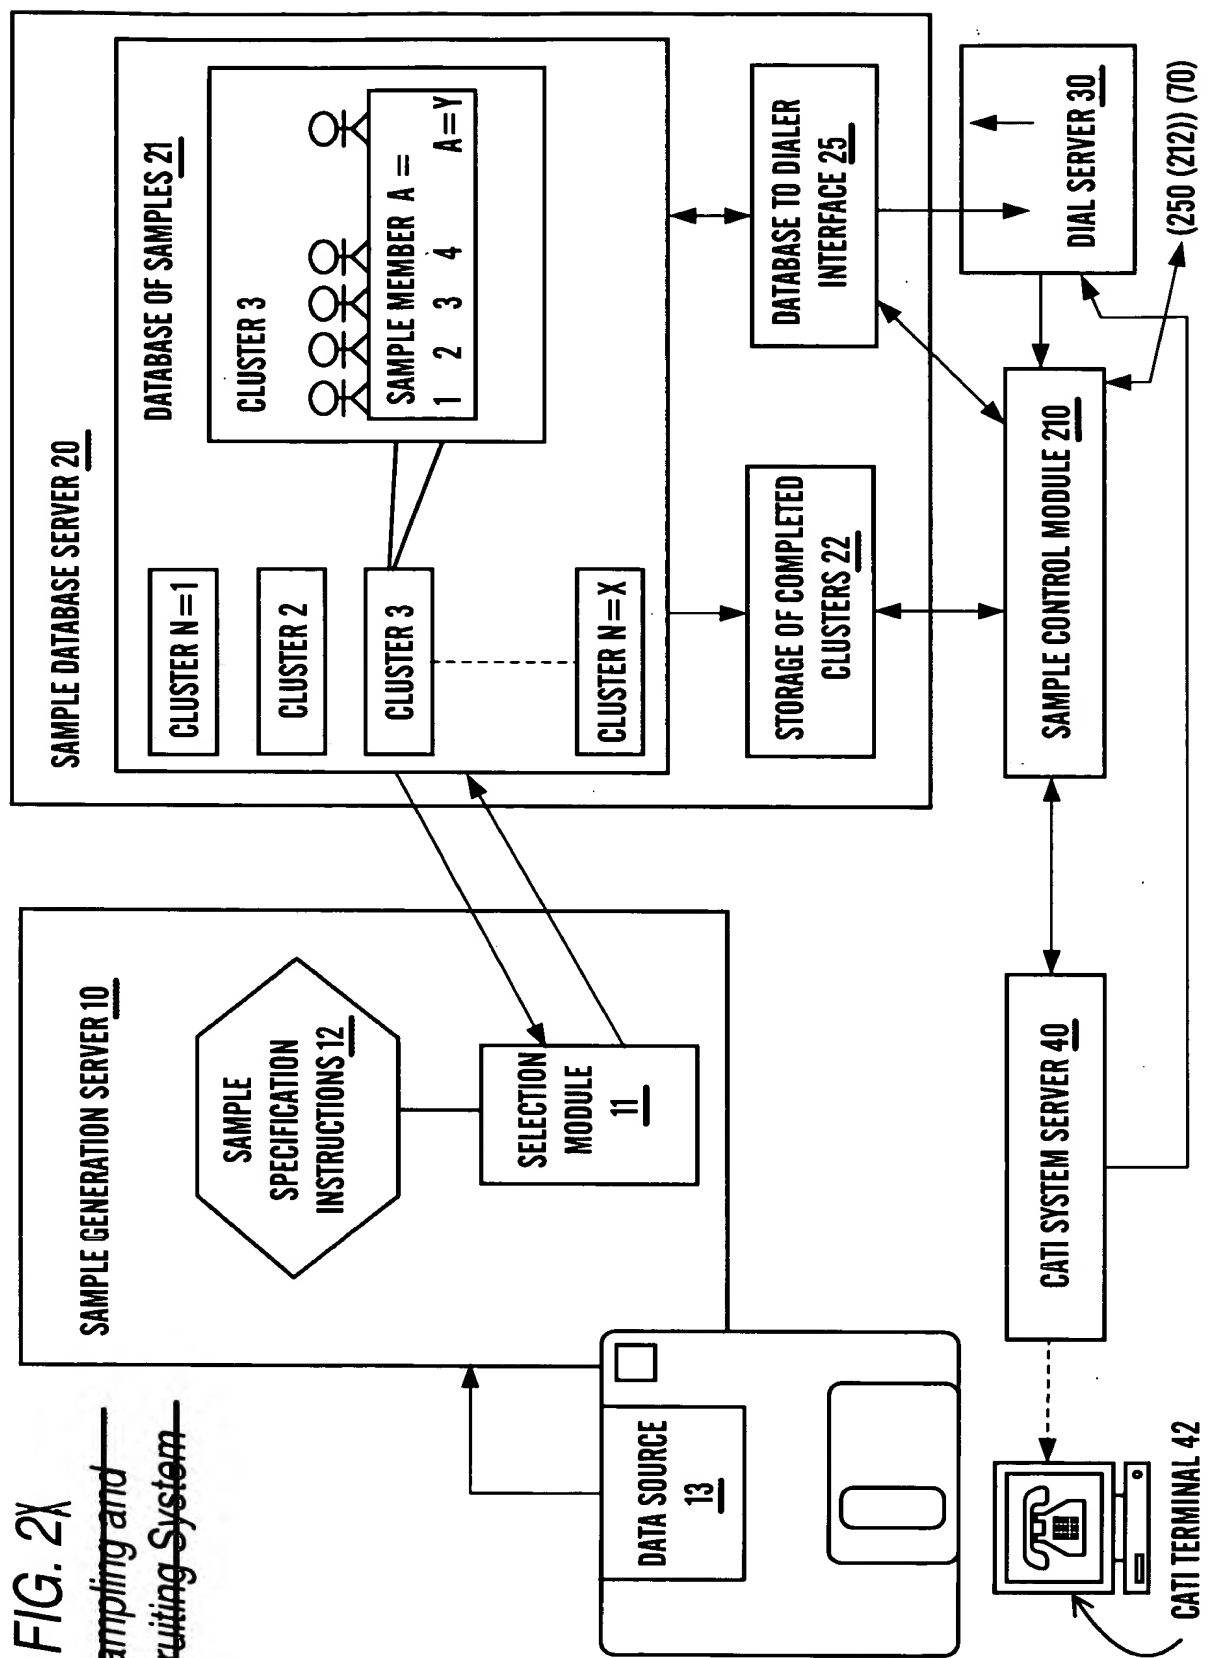 FIG. 2X
ampling and
ruiting System
SAMPLE GENERATION SERVER 10
SAMPLE
SPECIFICATION
INSTRUCTIONS 12
SELECTION
MODULE
11
DATA SOURCE
13
SAMPLE DATABASE SERVER 20
DATABASE OF SAMPLES 21
CLUSTER N=1
CLUSTER 2
CLUSTER 3
CLUSTER N=X
CLUSTER 3
SAMPLE MEMBER A =
1 2 3 4 A=Y
STORAGE OF COMPLETED
CLUSTERS 22
DATABASE TO DIALER
INTERFACE 25
CATI TERMINAL 42
CATI SYSTEM SERVER 40
SAMPLE CONTROL MODULE 210
DIAL SERVER 30
(250 (212)) (70)